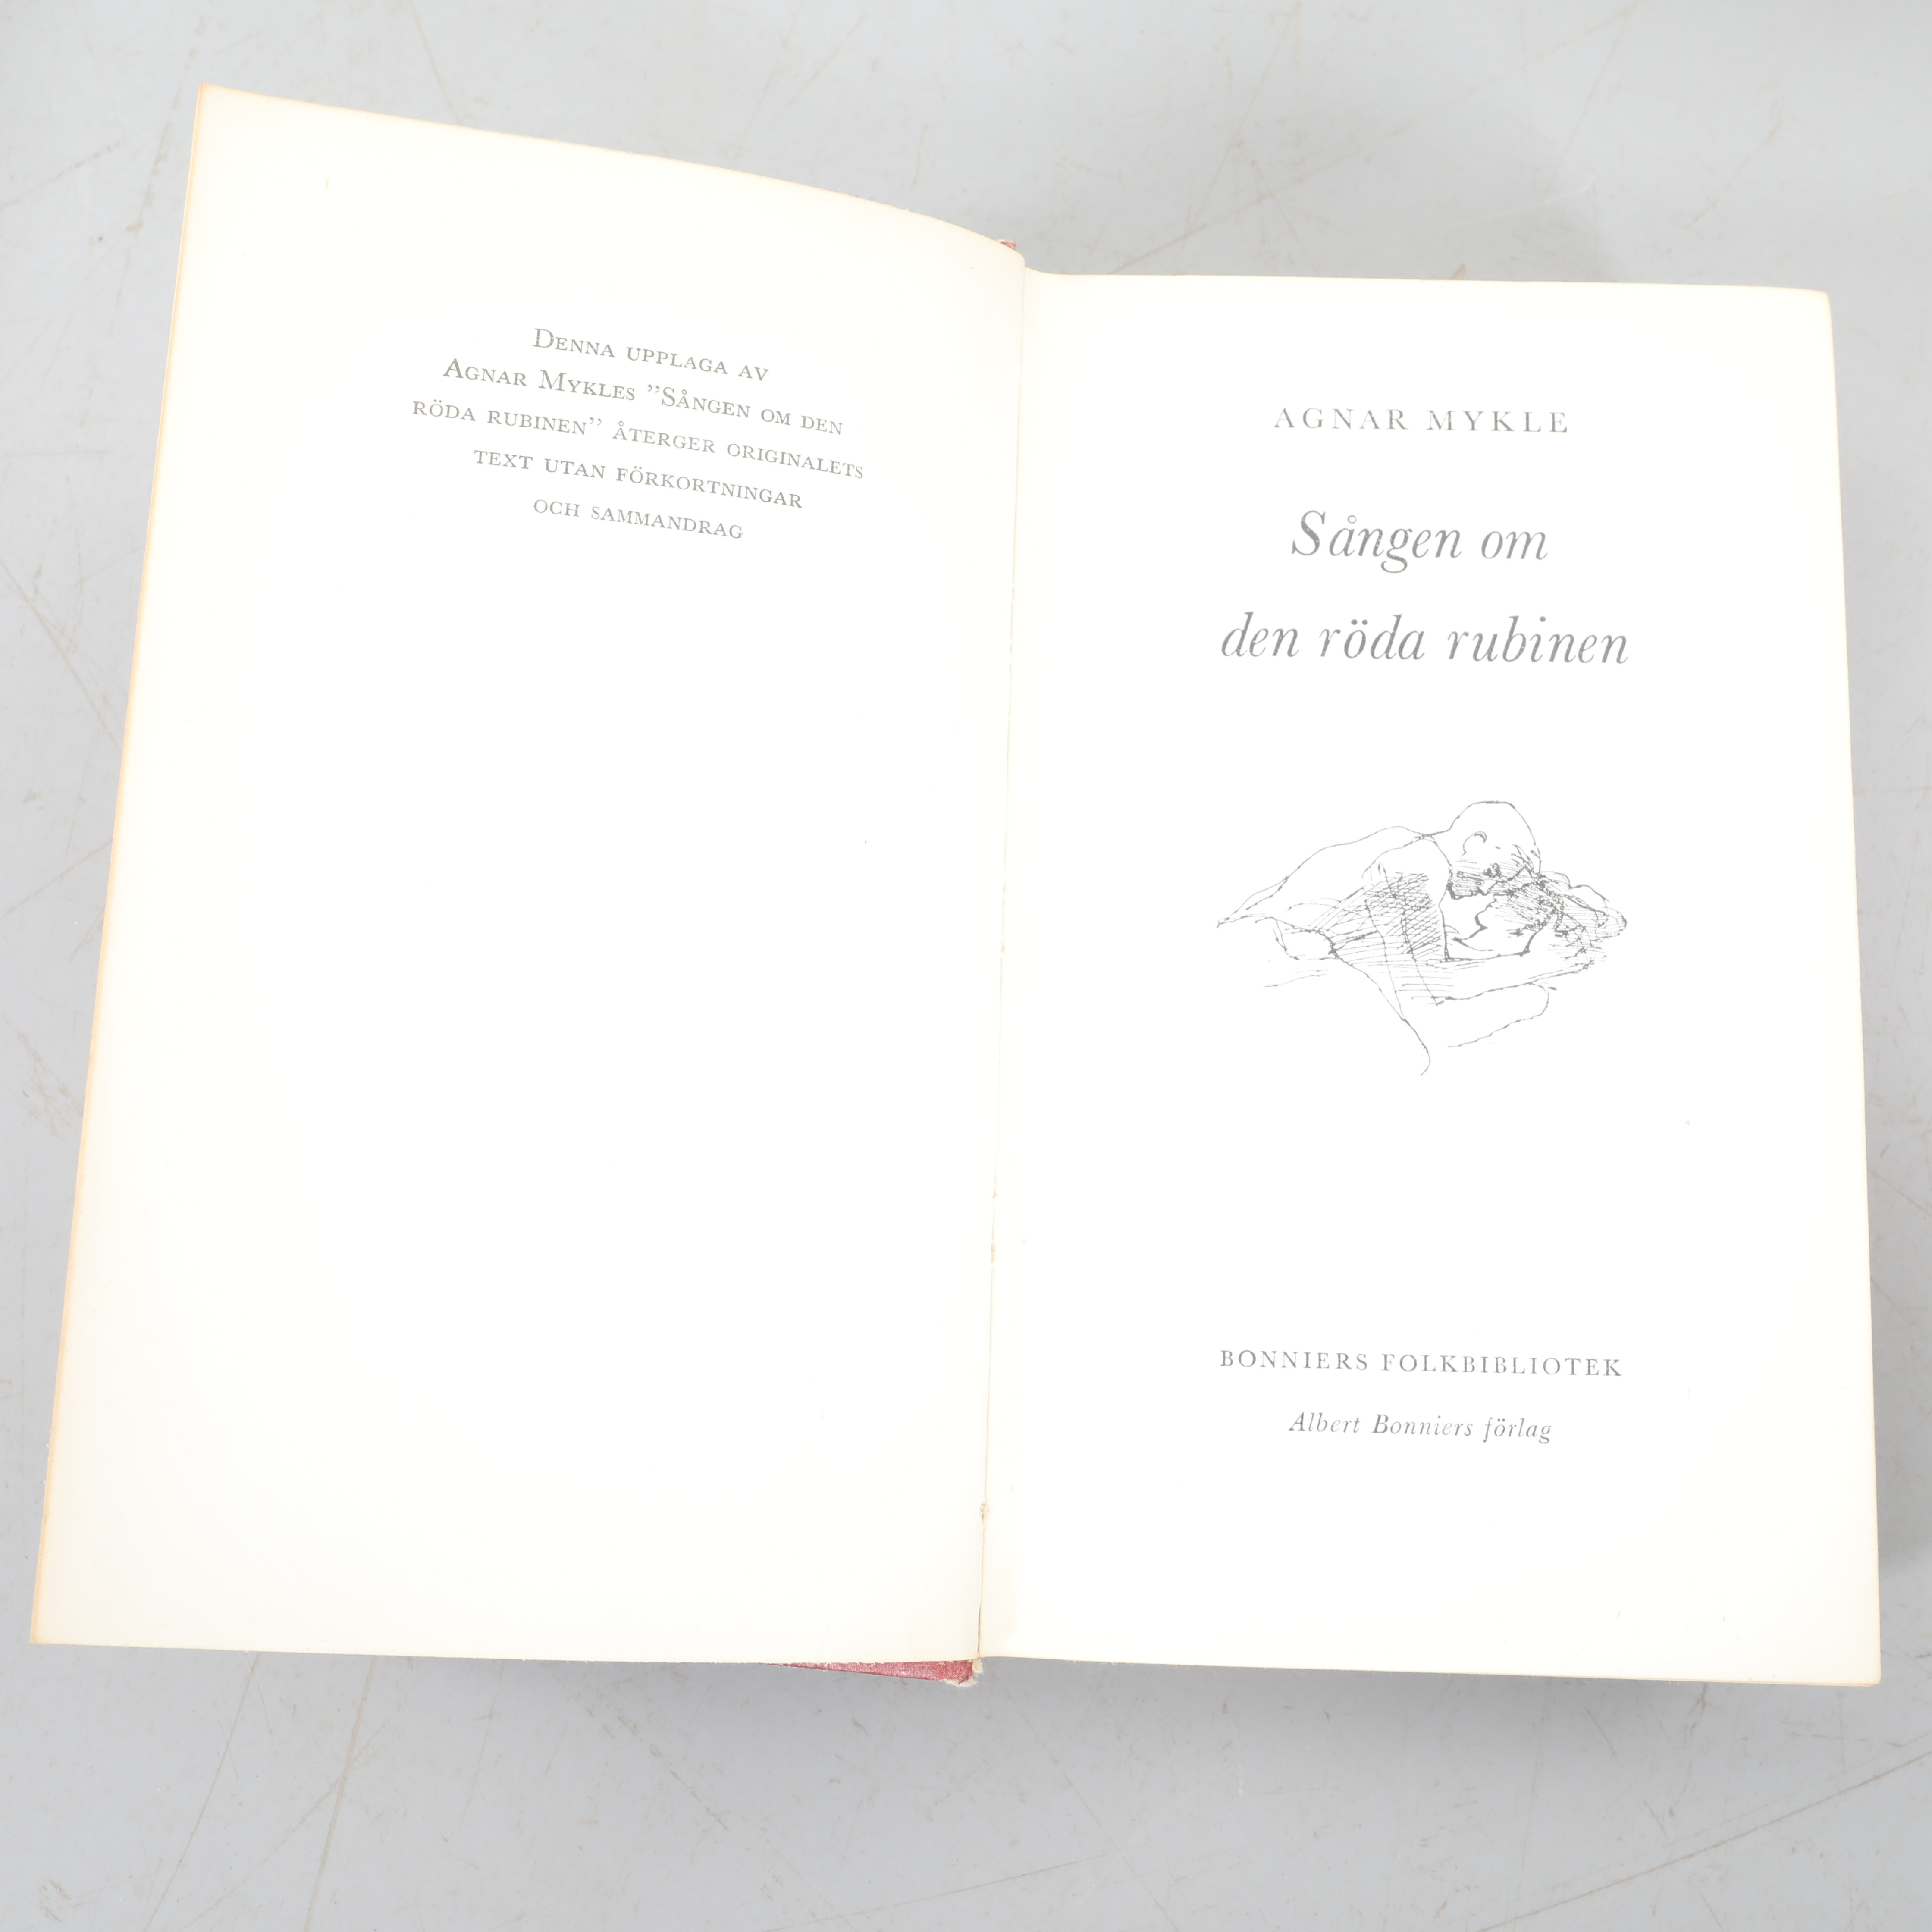 Denna upplaga av
Agnar Mykles ”Sången om den
röda rubinen” återger originalets
text utan förkortningar
och sammandrag
AGNAR MYKLE
Sången om
den röda rubinen
BONNIERS FOLKBIBLIOTEK
Albert Bonniers förlag